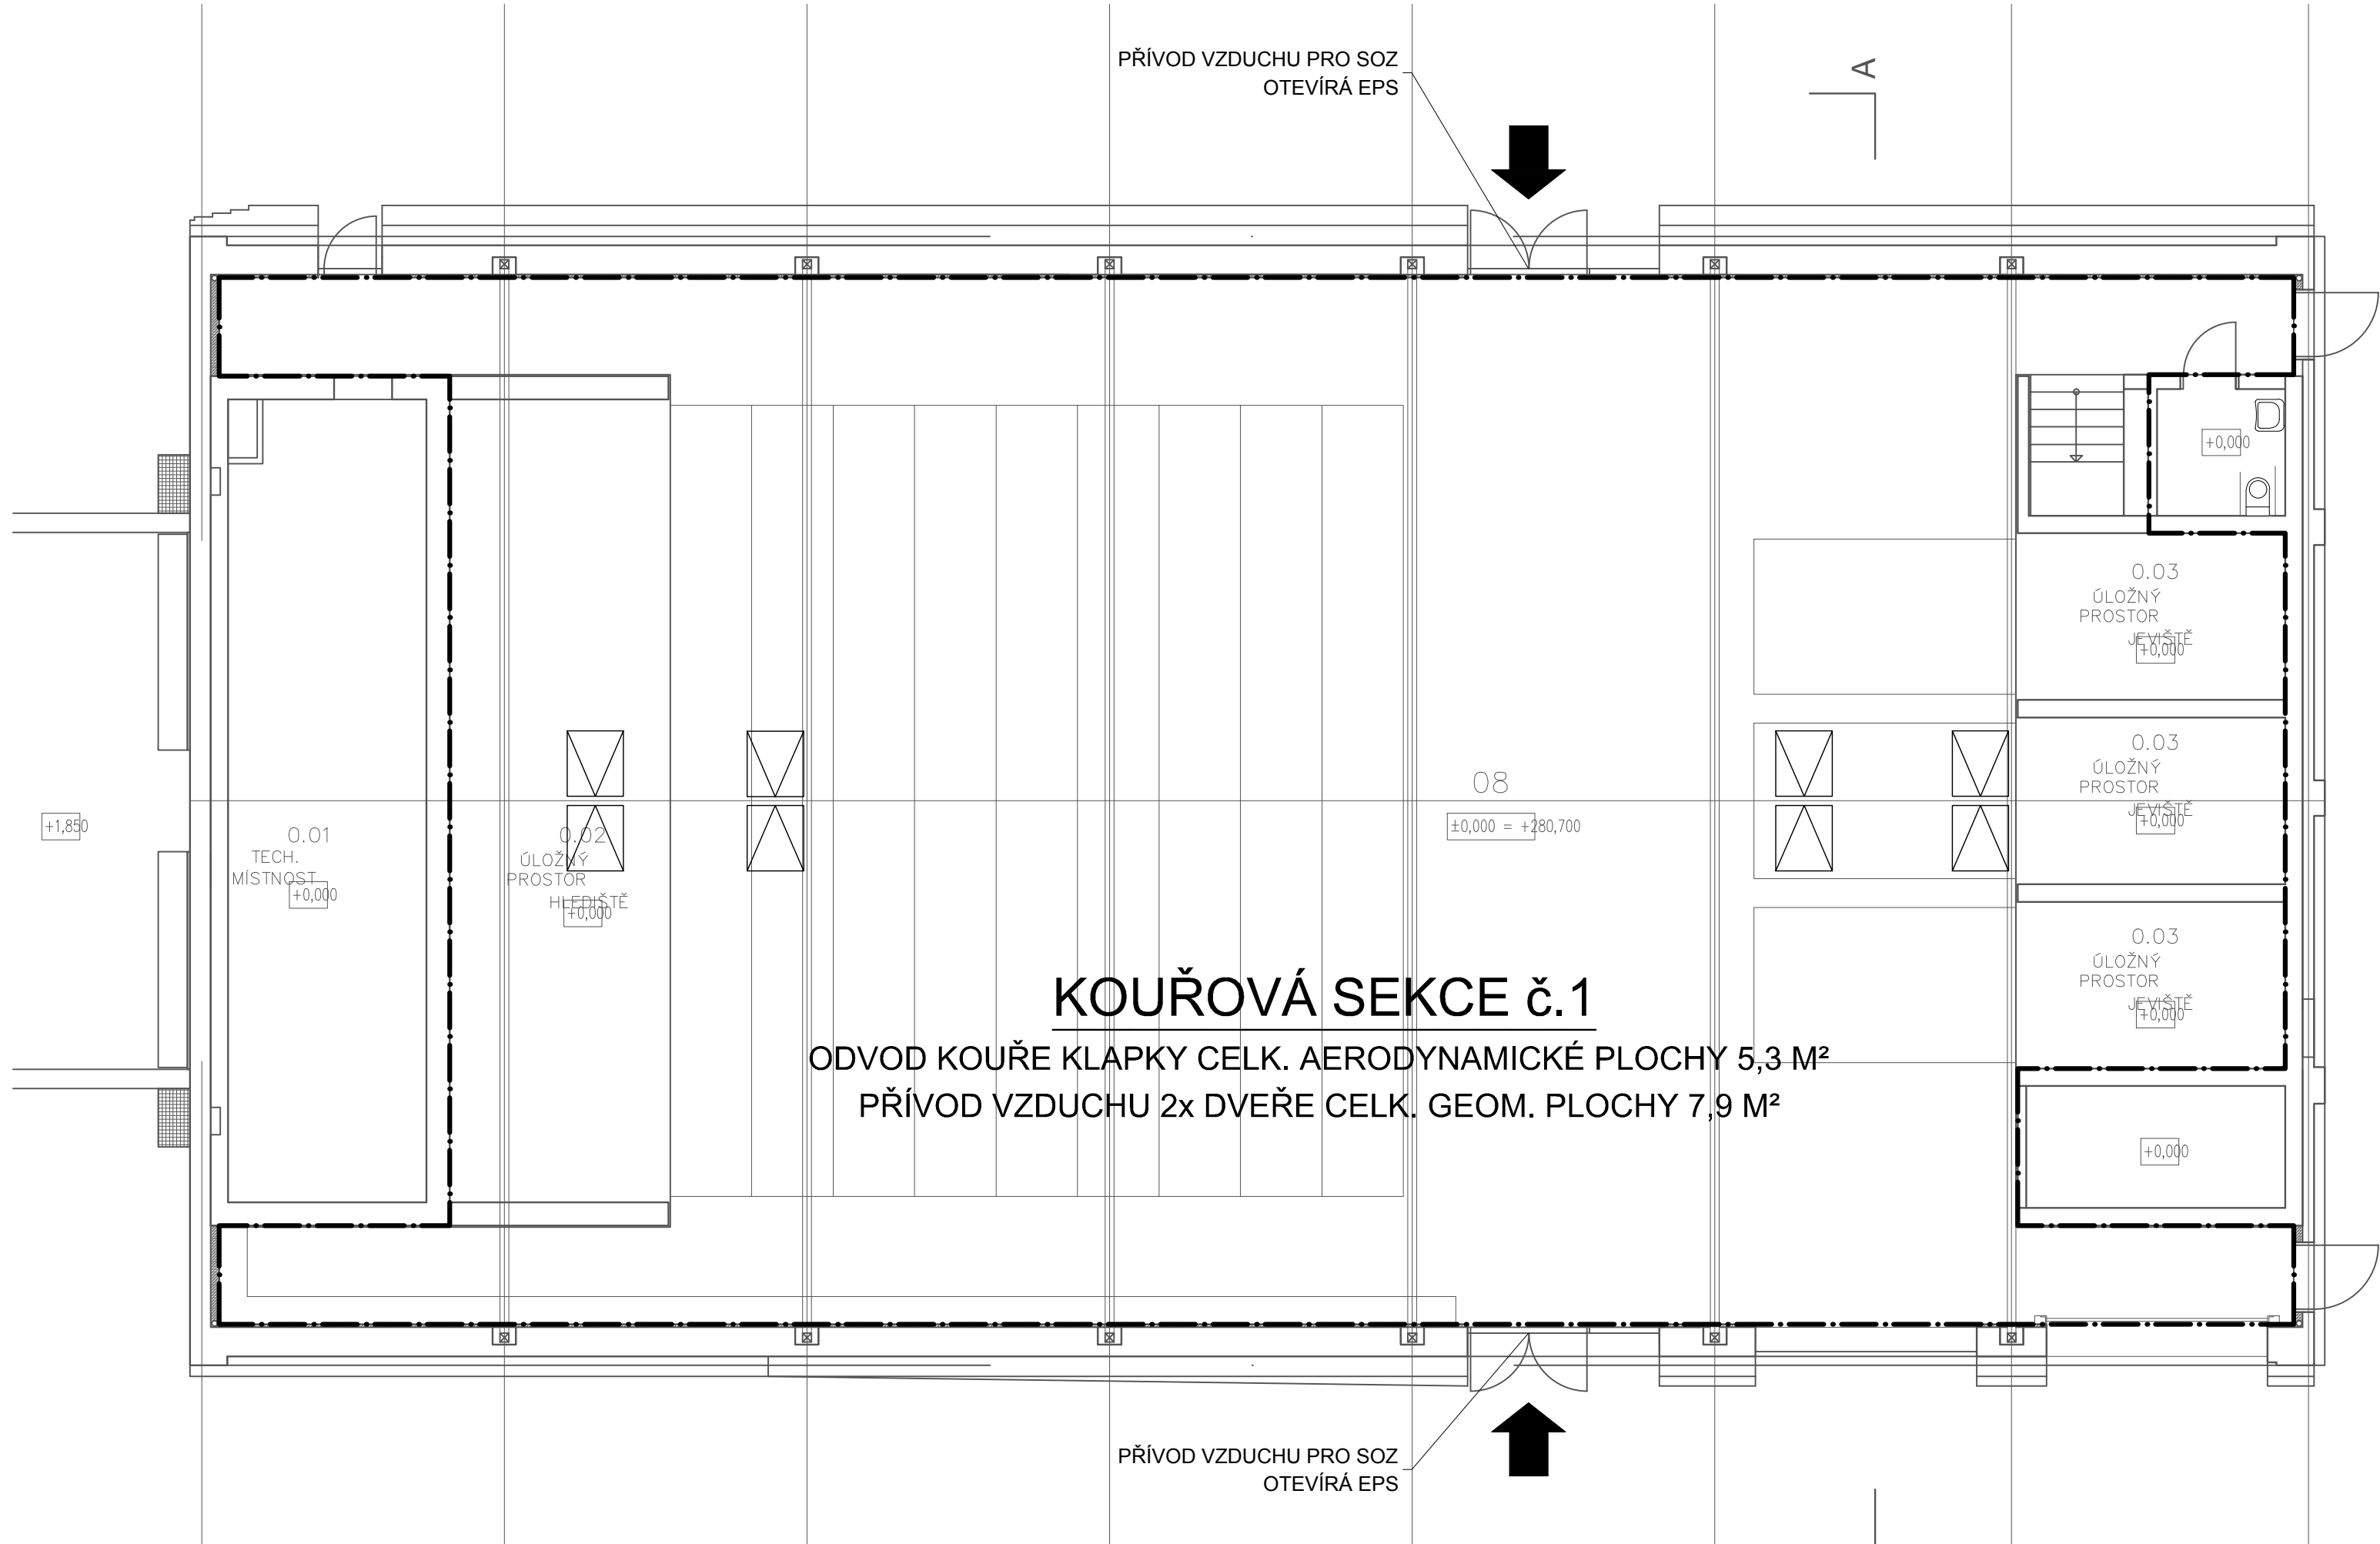 PŘÍVOD VZDUCHU PRO SOZ
OTEVÍRÁ EPS
A
+0,000
0.03
ÚLOŽNÝ
PROSTOR
JEVIŠTĚ
+0,000
0.03
ÚLOŽNÝ
PROSTOR
JEVIŠTĚ
+0,000
08
±0,000 = +280,700
+1,850
0.01
TECH.
MÍSTNOST
+0,000
0.02
ÚLOŽNÝ
PROSTOR
HLEDIŠTĚ
+0,000
0.03
ÚLOŽNÝ
PROSTOR
JEVIŠTĚ
+0,000
KOUŘOVÁ SEKCE č.1
ODVOD KOUŘE KLAPKY CELK. AERODYNAMICKÉ PLOCHY 5,3 M²
PŘÍVOD VZDUCHU 2x DVEŘE CELK. GEOM. PLOCHY 7,9 M²
+0,000
PŘÍVOD VZDUCHU PRO SOZ
OTEVÍRÁ EPS